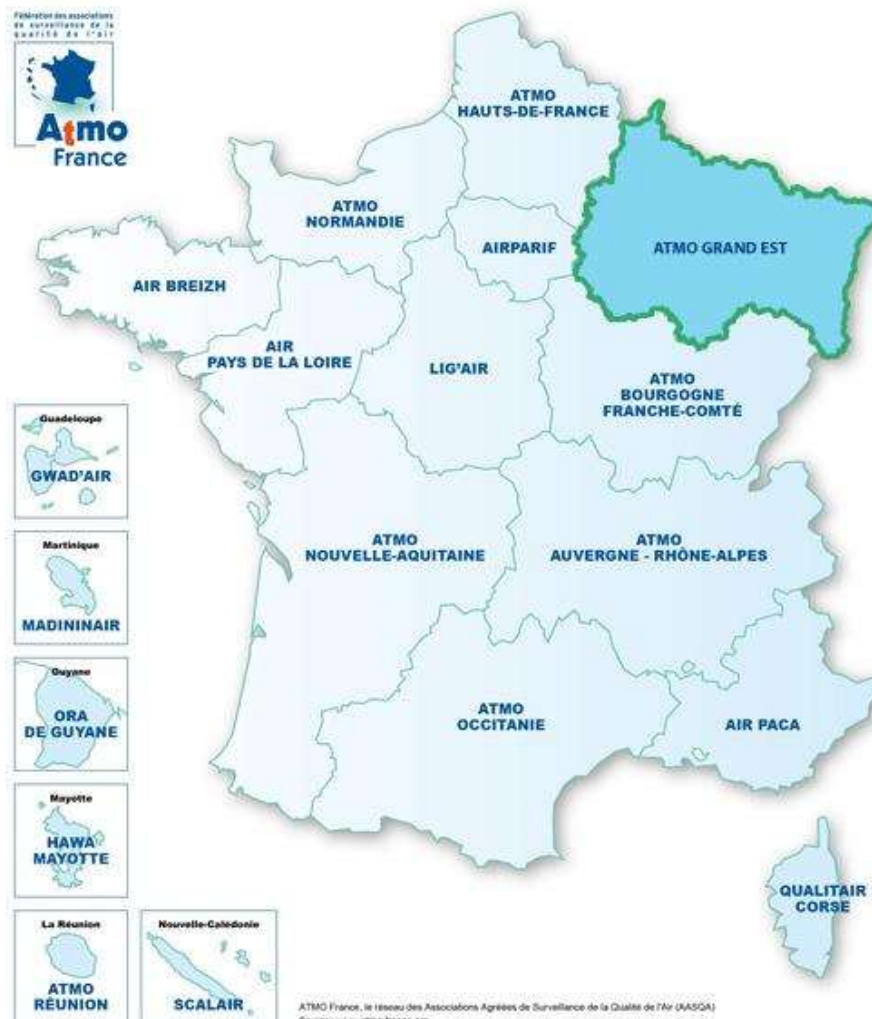 Fédération des associations
de surveillance de la
qualité de l'air
Atmo
France
ATMO
HAUTS-DE-FRANCE
ATMO
NORMANDIE
AIRPARIF
ATMO GRAND EST
AIR BREIZH
AIR
PAYS DE LA LOIRE
LIG'AIR
ATMO
BOURGOGNE
FRANCHE-COMTÉ
Guadeloupe
GWAD'AIR
ATMO
NOUVELLE-AQUITAINE
ATMO
AUVERGNE - RHÔNE-ALPES
Martinique
MADININAIR
Guyane
ORA
DE GUYANE
ATMO
OCCITANIE
AIR PACA
Mayotte
HAWA
MAYOTTE
QUALITAIR
CORSE
La Réunion
ATMO
RÉUNION
Nouvelle-Calédonie
SCALAIR
ATMO France, le réseau des Associations Agréées de Surveillance de la Qualité de l'Air (AASQA)